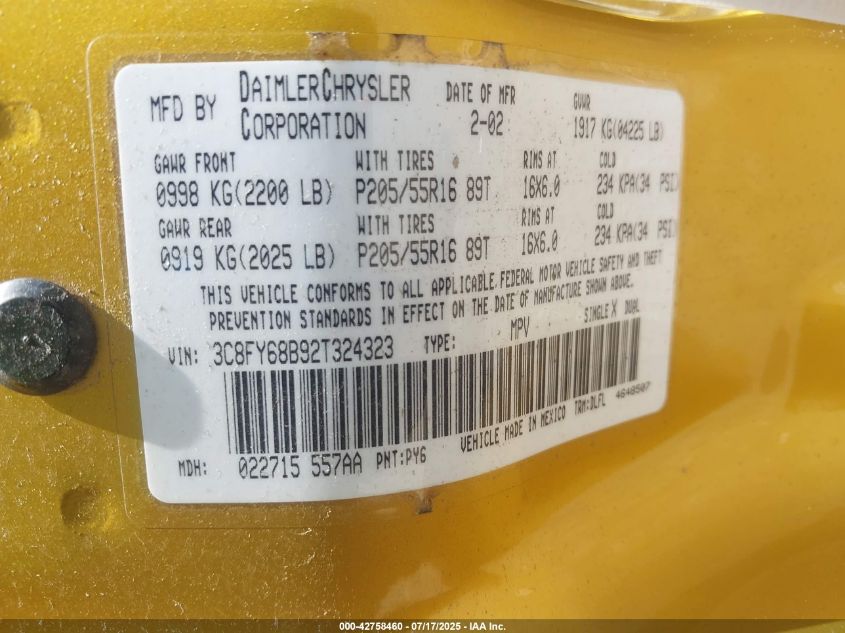 MFD BY DAIMLERCHRYSLER CORPORATION DATE OF MFR 2-02 GVWR 1917 KG(04225 LB)
GAWR FRONT WITH TIRES RIMS AT COLD
0998 KG(2200 LB) P205/55R16 89T 16X6.0 234 KPA(34 PSI)
GAWR REAR WITH TIRES RIMS AT COLD
0919 KG(2025 LB) P205/55R16 89T 16X6.0 234 KPA(34 PSI)
THIS VEHICLE CONFORMS TO ALL APPLICABLE FEDERAL MOTOR VEHICLE SAFETY AND THEFT
PREVENTION STANDARDS IN EFFECT ON THE DATE OF MANUFACTURE SHOWN ABOVE.
VIN: 3C8FY68B92T324323 TYPE: MPV SINGLE X DUAL
VEHICLE MADE IN MEXICO TRM:DLFL 4648507
MDH: 022715 557AA PNT:PY6
000-42758460 - 07/17/2025 - IAA Inc.